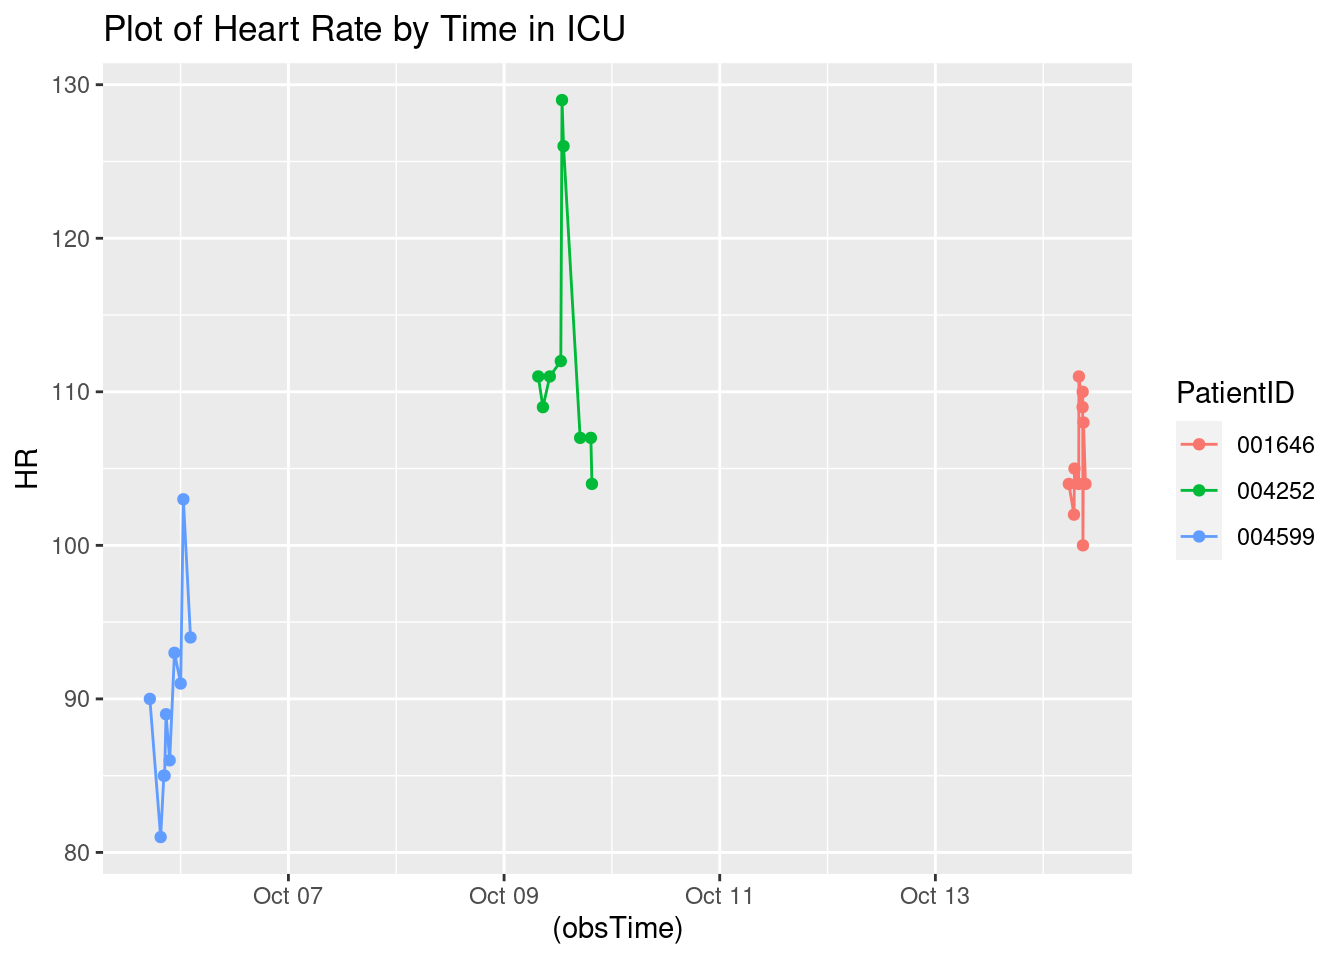 Plot of Heart Rate by Time in ICU
130
120
110
100
90
80
HR
Oct 07
Oct 09
Oct 11
Oct 13
(obsTime)
PatientID
001646
004252
004599